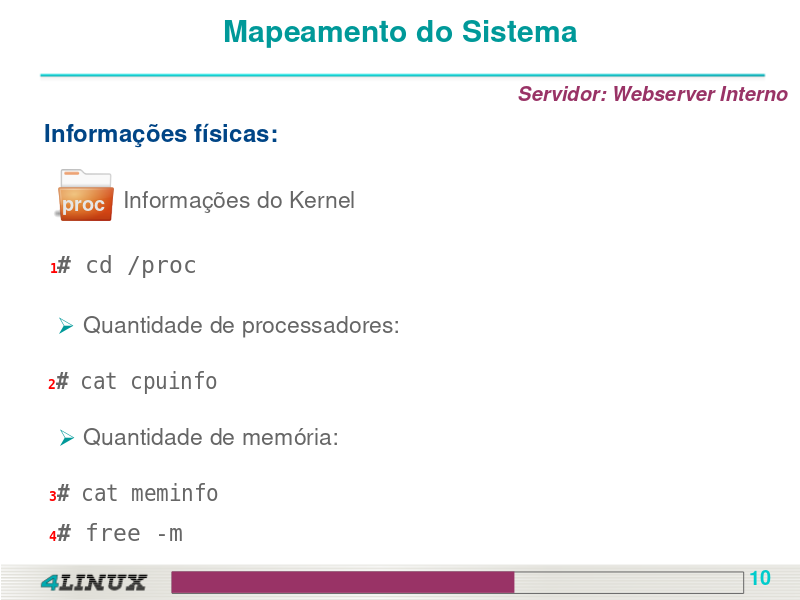 Mapeamento do Sistema
Servidor: Webserver Interno
Informações físicas:
proc Informações do Kernel
1# cd /proc
Quantidade de processadores:
2# cat cpuinfo
Quantidade de memória:
3# cat meminfo
4# free -m
4LINUX 10